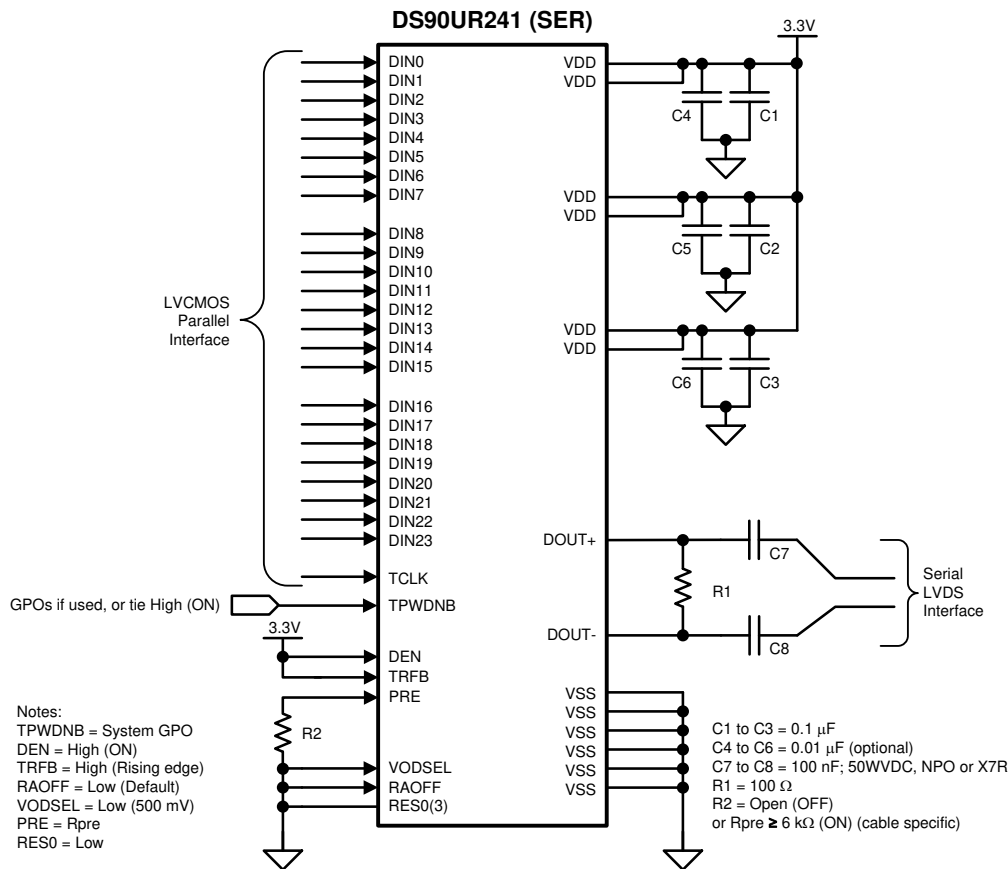 DS90UR241 (SER)
3.3V
DIN0
DIN1
DIN2
DIN3
DIN4
DIN5
DIN6
DIN7
DIN8
DIN9
DIN10
DIN11
DIN12
DIN13
DIN14
DIN15
DIN16
DIN17
DIN18
DIN19
DIN20
DIN21
DIN22
DIN23
TCLK
TPWDNB
DEN
TRFB
PRE
VODSEL
RAOFF
RES0(3)
LVCMOS
Parallel
Interface
GPOs if used, or tie High (ON)
3.3V
R2
VDD
VDD
C4
C1
VDD
VDD
C5
C2
VDD
VDD
C6
C3
DOUT+
C7
R1
DOUT-
C8
Serial
LVDS
Interface
VSS
VSS
VSS
VSS
VSS
VSS
Notes:
TPWDNB = System GPO
DEN = High (ON)
TRFB = High (Rising edge)
RAOFF = Low (Default)
VODSEL = Low (500 mV)
PRE = Rpre
RES0 = Low
C1 to C3 = 0.1 μF
C4 to C6 = 0.01 μF (optional)
C7 to C8 = 100 nF; 50WVDC, NPO or X7R
R1 = 100 Ω
R2 = Open (OFF)
or Rpre ≥ 6 kΩ (ON) (cable specific)